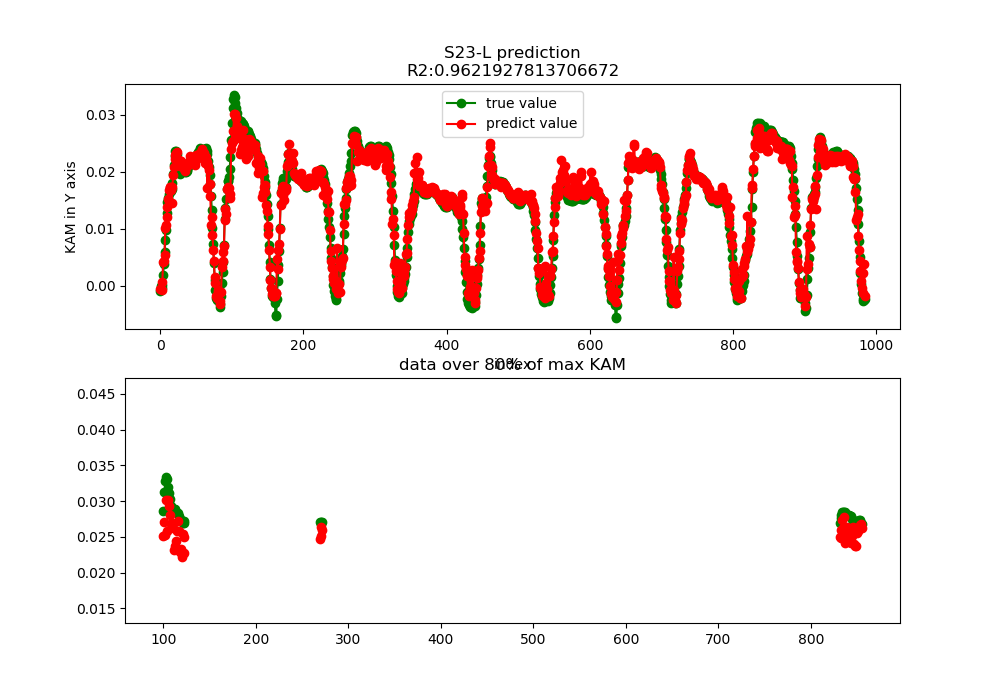 S23-L prediction
R2:0.9621927813706672
true value
predict value
KAM in Y axis
0.03
0.02
0.01
0.00
0 200 400 600 800 1000
index
data over 80% of max KAM
0.045
0.040
0.035
0.030
0.025
0.020
0.015
100 200 300 400 500 600 700 800